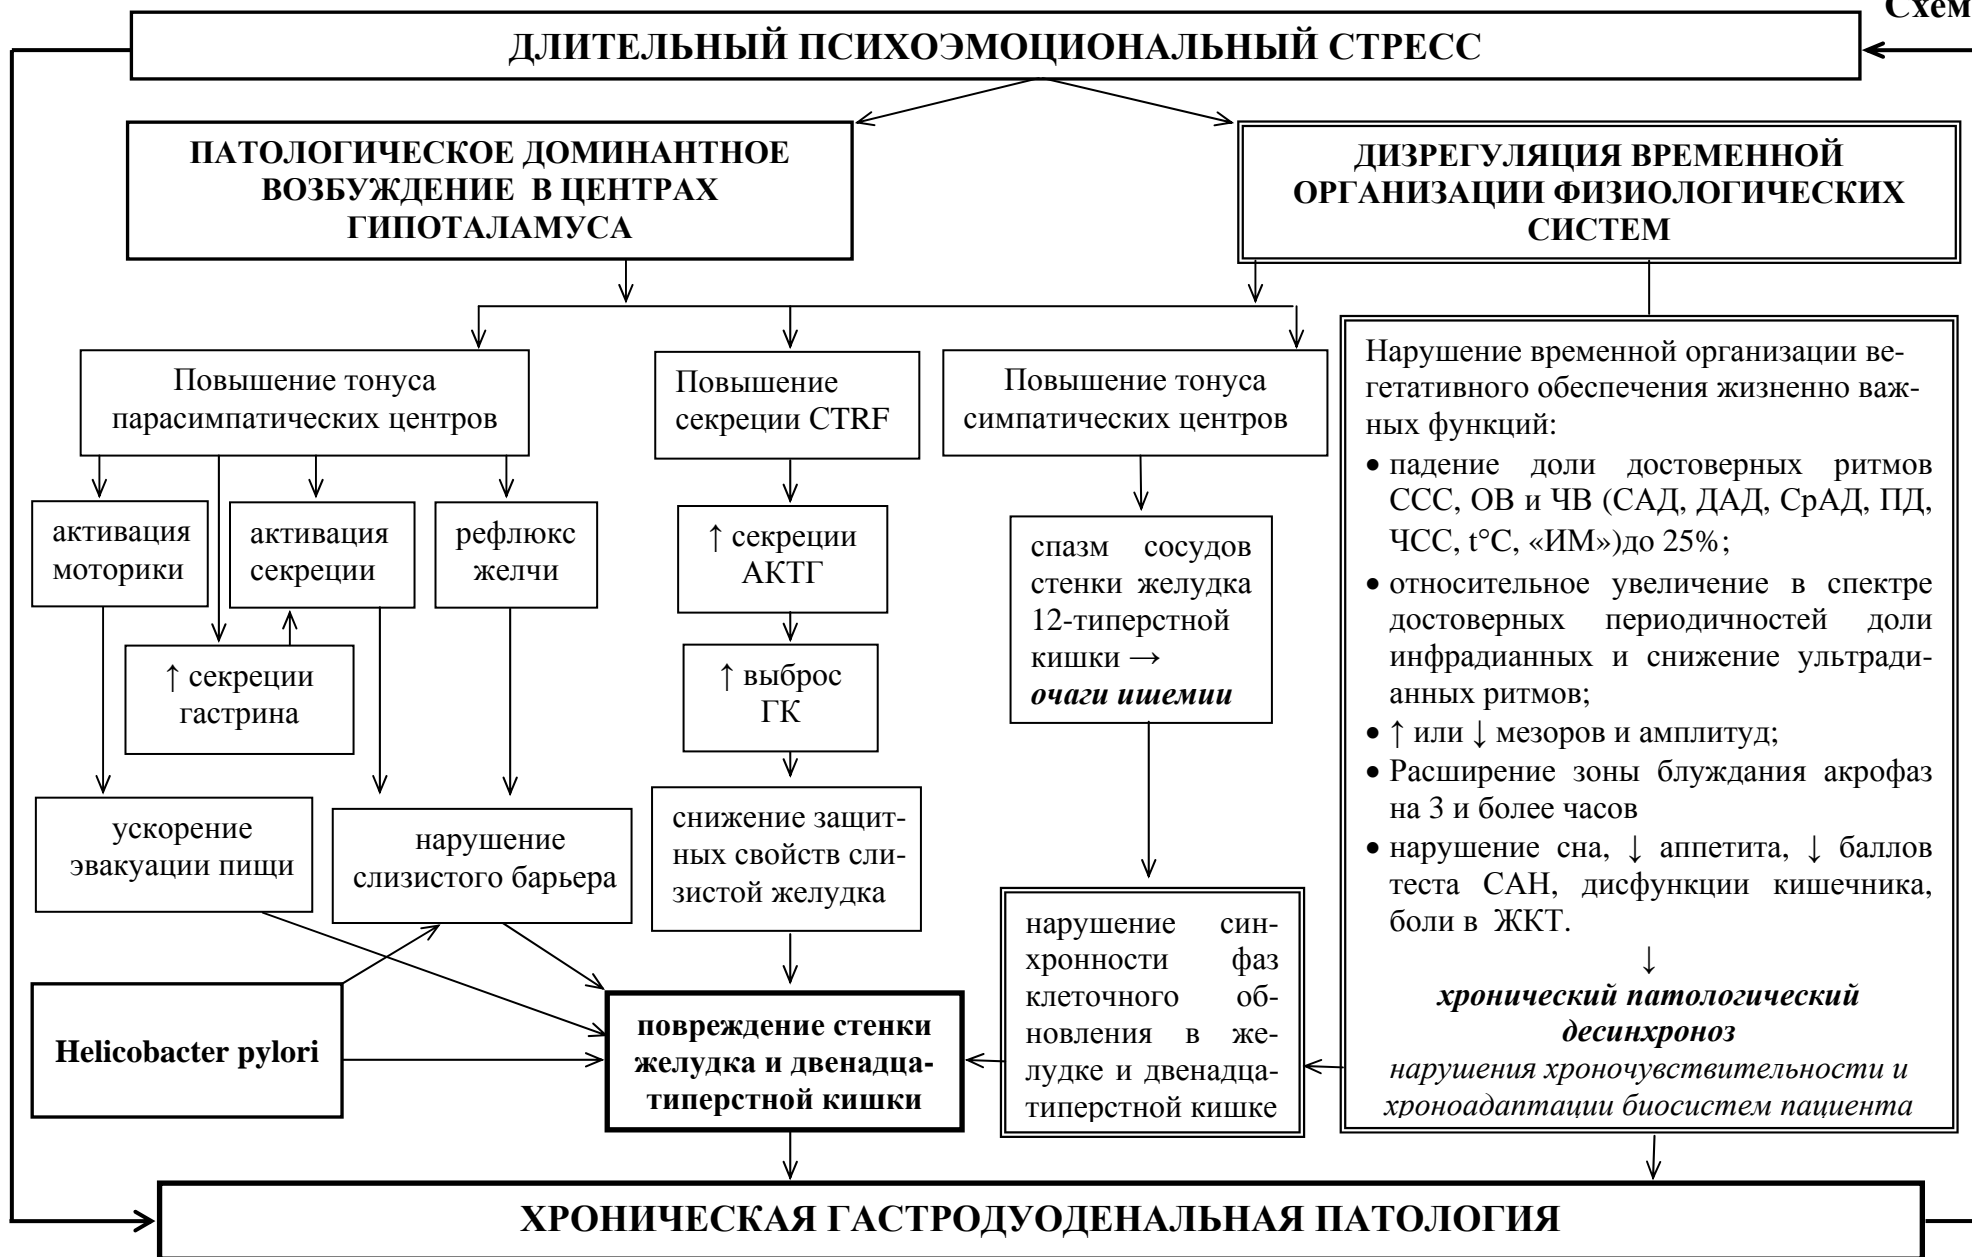 Схем
ДЛИТЕЛЬНЫЙ ПСИХОЭМОЦИОНАЛЬНЫЙ СТРЕСС
ПАТОЛОГИЧЕСКОЕ ДОМИНАНТНОЕ
ВОЗБУЖДЕНИЕ В ЦЕНТРАХ
ГИПОТАЛАМУСА
ДИЗРЕГУЛЯЦИЯ ВРЕМЕННОЙ
ОРГАНИЗАЦИИ ФИЗИОЛОГИЧЕСКИХ
СИСТЕМ
Повышение тонуса
парасимпатических центров
Повышение
секреции CTRF
Повышение тонуса
симпатических центров
активация
моторики
активация
секреции
рефлюкс
желчи
↑ секреции
гастрина
↑ секреции
АКТГ
↑ выброс
ГК
спазм сосудов
стенки желудка
12-типерстной
кишки →
очаги ишемии
ускорение
эвакуации пищи
нарушение
слизистого барьера
снижение защит-
ных свойств сли-
зистой желудка
Нарушение временной организации ве-
гетативного обеспечения жизненно важ-
ных функций:
• падение доли достоверных ритмов
ССС, ОВ и ЧВ (САД, ДАД, СрАД, ПД,
ЧСС, t°C, «ИМ»)до 25%;
• относительное увеличение в спектре
достоверных периодичностей доли
инфрадианных и снижение ультради-
анных ритмов;
• ↑ или ↓ мезоров и амплитуд;
• Расширение зоны блуждания акрофаз
на 3 и более часов
• нарушение сна, ↓ аппетита, ↓ баллов
теста САН, дисфункции кишечника,
боли в ЖКТ.
↓
хронический патологический
десинхроноз
нарушения хроночувствительности и
хроноадаптации биосистем пациента
Helicobacter pylori
повреждение стенки
желудка и двенадца-
типерстной кишки
нарушение син-
хронности фаз
клеточного об-
новления в же-
лудке и двенадца-
типерстной кишке
ХРОНИЧЕСКАЯ ГАСТРОДУОДЕНАЛЬНАЯ ПАТОЛОГИЯ